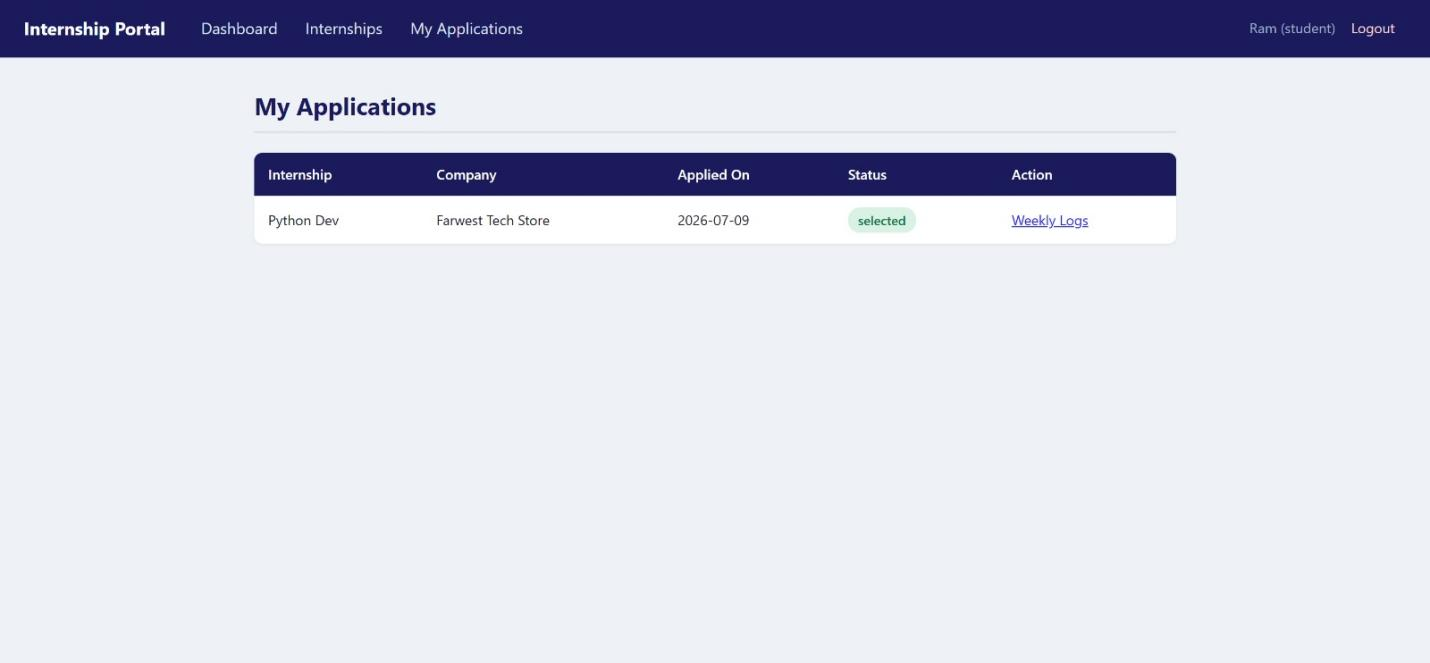 Internship Portal Dashboard Internships My Applications Ram (student) Logout
My Applications
Internship Company Applied On Status Action
Python Dev Farwest Tech Store 2026-07-09 selected Weekly Logs